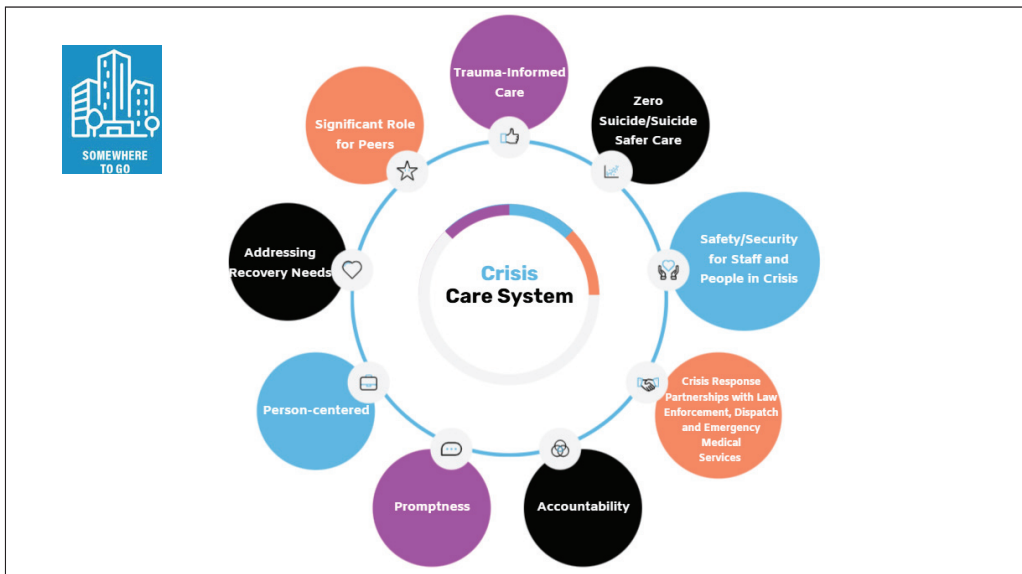 SOMEWHERE
TO GO
Trauma-Informed
Care
Zero
Suicide/Suicide
Safer Care
Safety/Security
for Staff and
People in Crisis
Crisis Response
Partnerships with Law
Enforcement, Dispatch
and Emergency
Medical
Services
Accountability
Promptness
Person-centered
Addressing
Recovery Needs
Significant Role
for Peers
Crisis
Care System